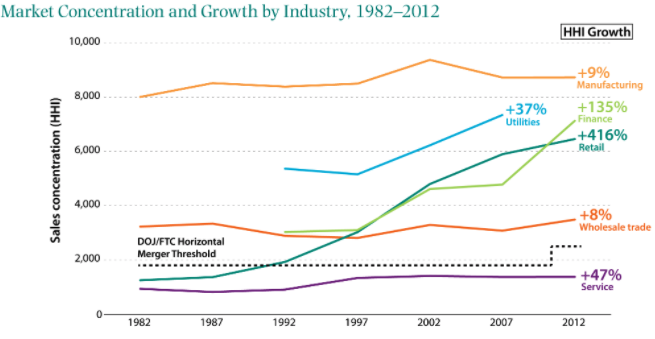 Market Concentration and Growth by Industry, 1982–2012
HHI Growth
Sales concentration (HHI)
10,000
8,000
6,000
4,000
2,000
0
+9%
Manufacturing
+135%
Finance
+37%
Utilities
+416%
Retail
+8%
Wholesale trade
DOJ/FTC Horizontal
Merger Threshold
+47%
Service
1982 1987 1992 1997 2002 2007 2012